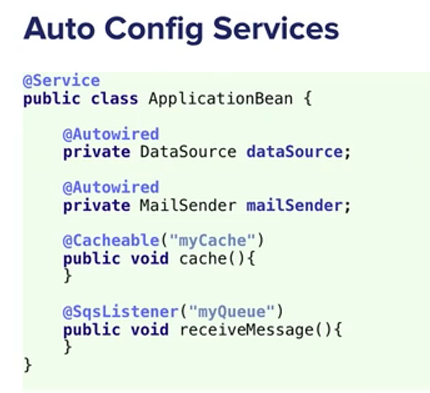 Auto Config Services
@Service
public class ApplicationBean {
@Autowired
private DataSource dataSource;
@Autowired
private MailSender mailSender;
@Cacheable("myCache")
public void cache(){
}
@SqsListener("myQueue")
public void receiveMessage(){
}
}